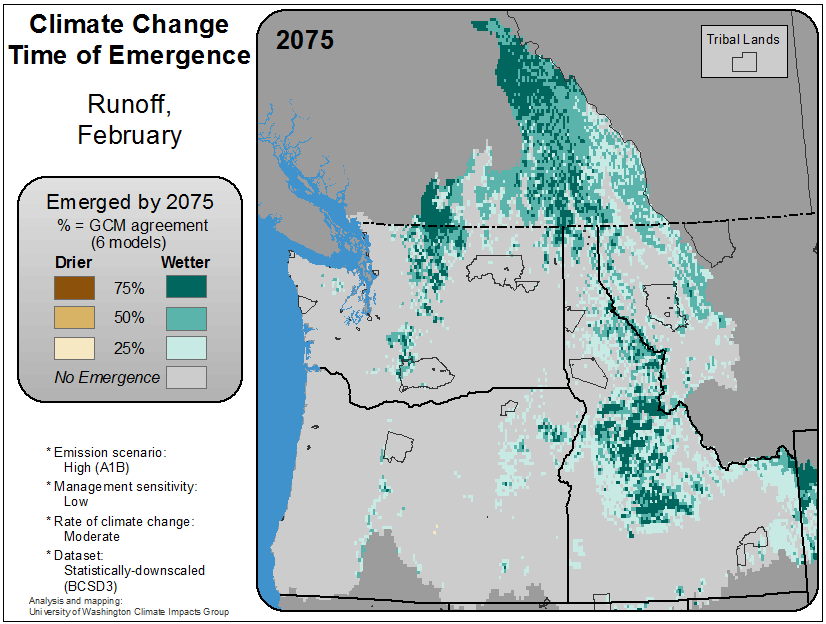 Climate Change
Time of Emergence
Runoff,
February
Emerged by 2075
% = GCM agreement
(6 models)
Drier Wetter
75%
50%
25%
No Emergence
* Emission scenario:
High (A1B)
* Management sensitivity:
Low
* Rate of climate change:
Moderate
* Dataset:
Statistically-downscaled
(BCSD3)
Analysis and mapping:
University of Washington Climate Impacts Group
2075
Tribal Lands